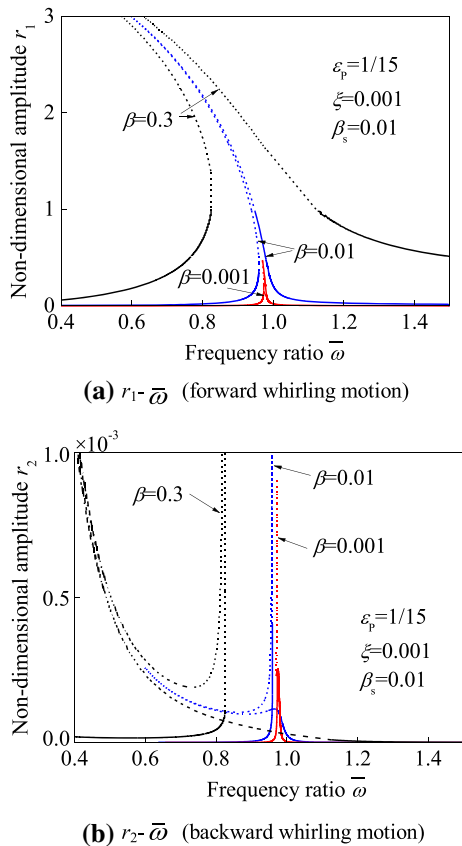 Non-dimensional amplitude r₁
3
2
1
0
β=0.3
εₚ=1/15
ξ=0.001
βₛ=0.01
β=0.01
β=0.001
0.4 0.6 0.8 1.0 1.2 1.4
Frequency ratio ω̅
(a) r₁- ω̅ (forward whirling motion)
Non-dimensional amplitude r₂
×10⁻³
1.0
0.5
0.0
β=0.3
β=0.01
β=0.001
εₚ=1/15
ξ=0.001
βₛ=0.01
0.4 0.6 0.8 1.0 1.2 1.4
Frequency ratio ω̅
(b) r₂- ω̅ (backward whirling motion)